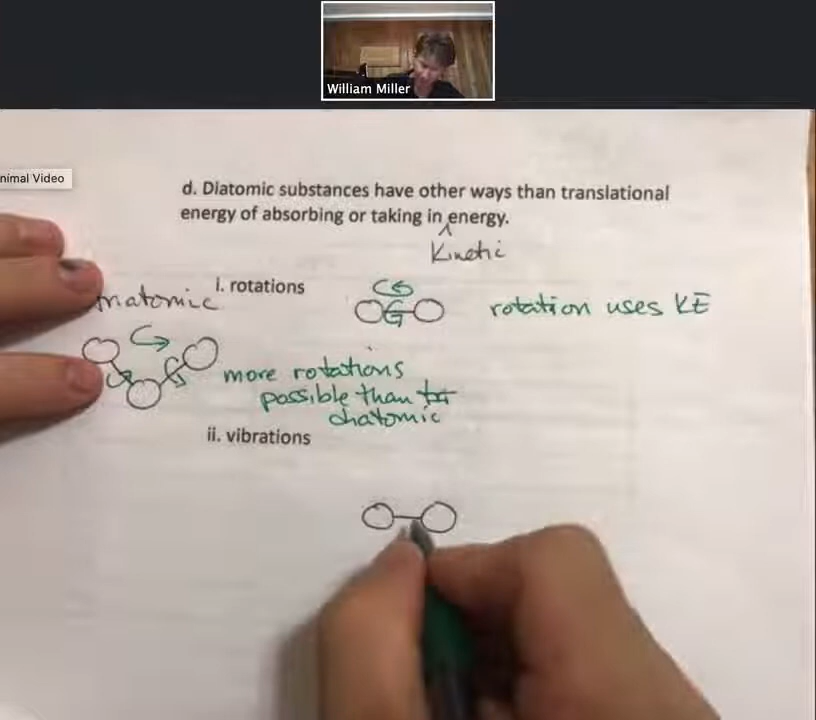 William Miller
nimal Video
d. Diatomic substances have other ways than translational
energy of absorbing or taking in energy.
^
Kinetic
i. rotations
rotation uses KE
more rotations
possible than
diatomic
ii. vibrations